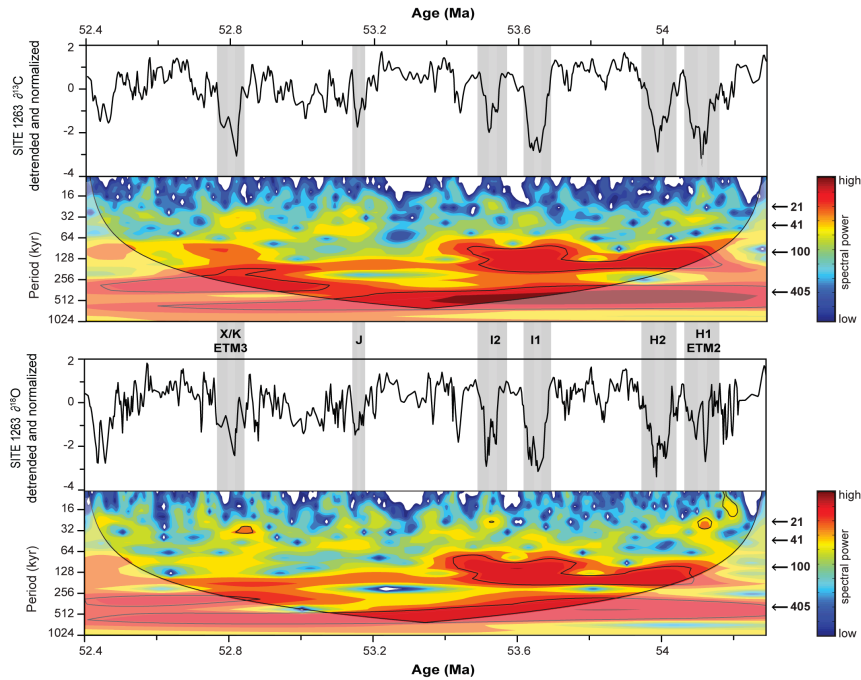 Age (Ma)
52.4 52.8 53.2 53.6 54
SITE 1263 ∂¹³C
detrended and normalized
2
0
-2
-4
Period (kyr)
16
32
64
128
256
512
1024
21
41
100
405
high
spectral power
low
X/K
ETM3
J
I2
I1
H2
H1
ETM2
SITE 1263 ∂¹⁸O
detrended and normalized
2
0
-2
-4
Period (kyr)
16
32
64
128
256
512
1024
21
41
100
405
high
spectral power
low
52.4 52.8 53.2 53.6 54
Age (Ma)